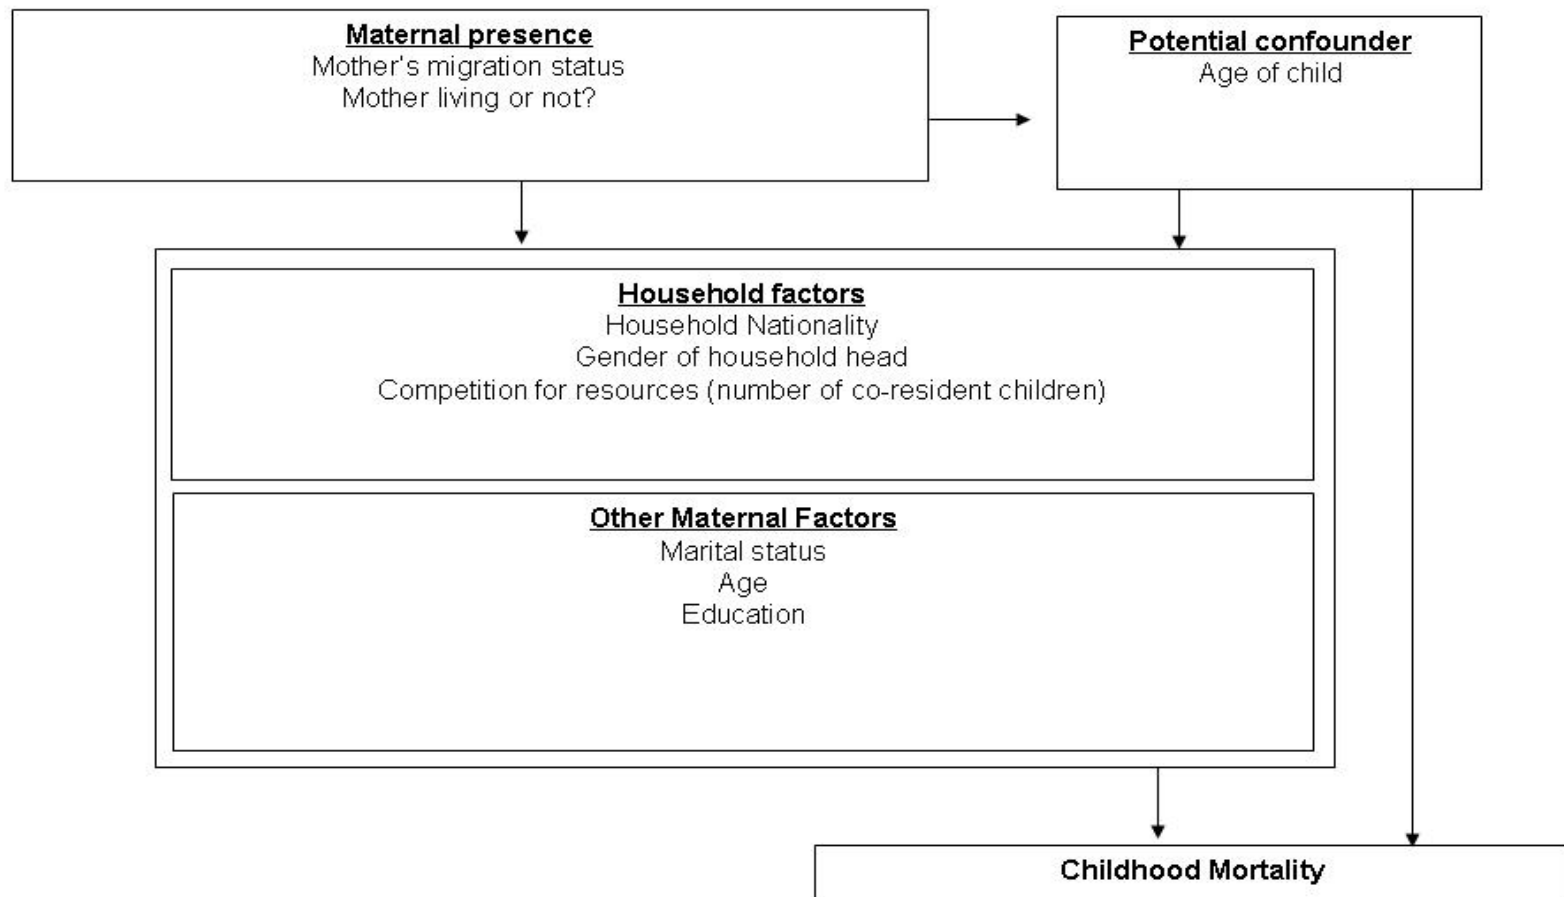 Maternal presence
Mother's migration status
Mother living or not?
Potential confounder
Age of child
Household factors
Household Nationality
Gender of household head
Competition for resources (number of co-resident children)
Other Maternal Factors
Marital status
Age
Education
Childhood Mortality